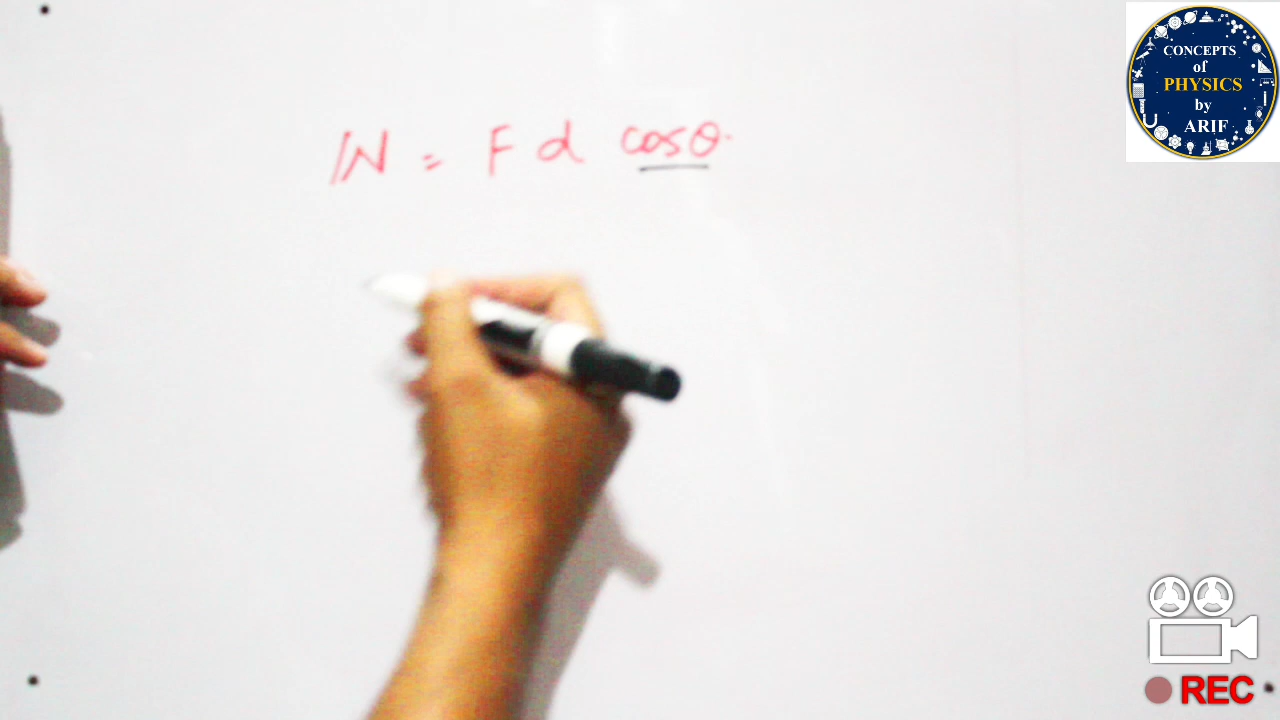 W = F d cosθ.
CONCEPTS
of
PHYSICS
by
ARIF
REC